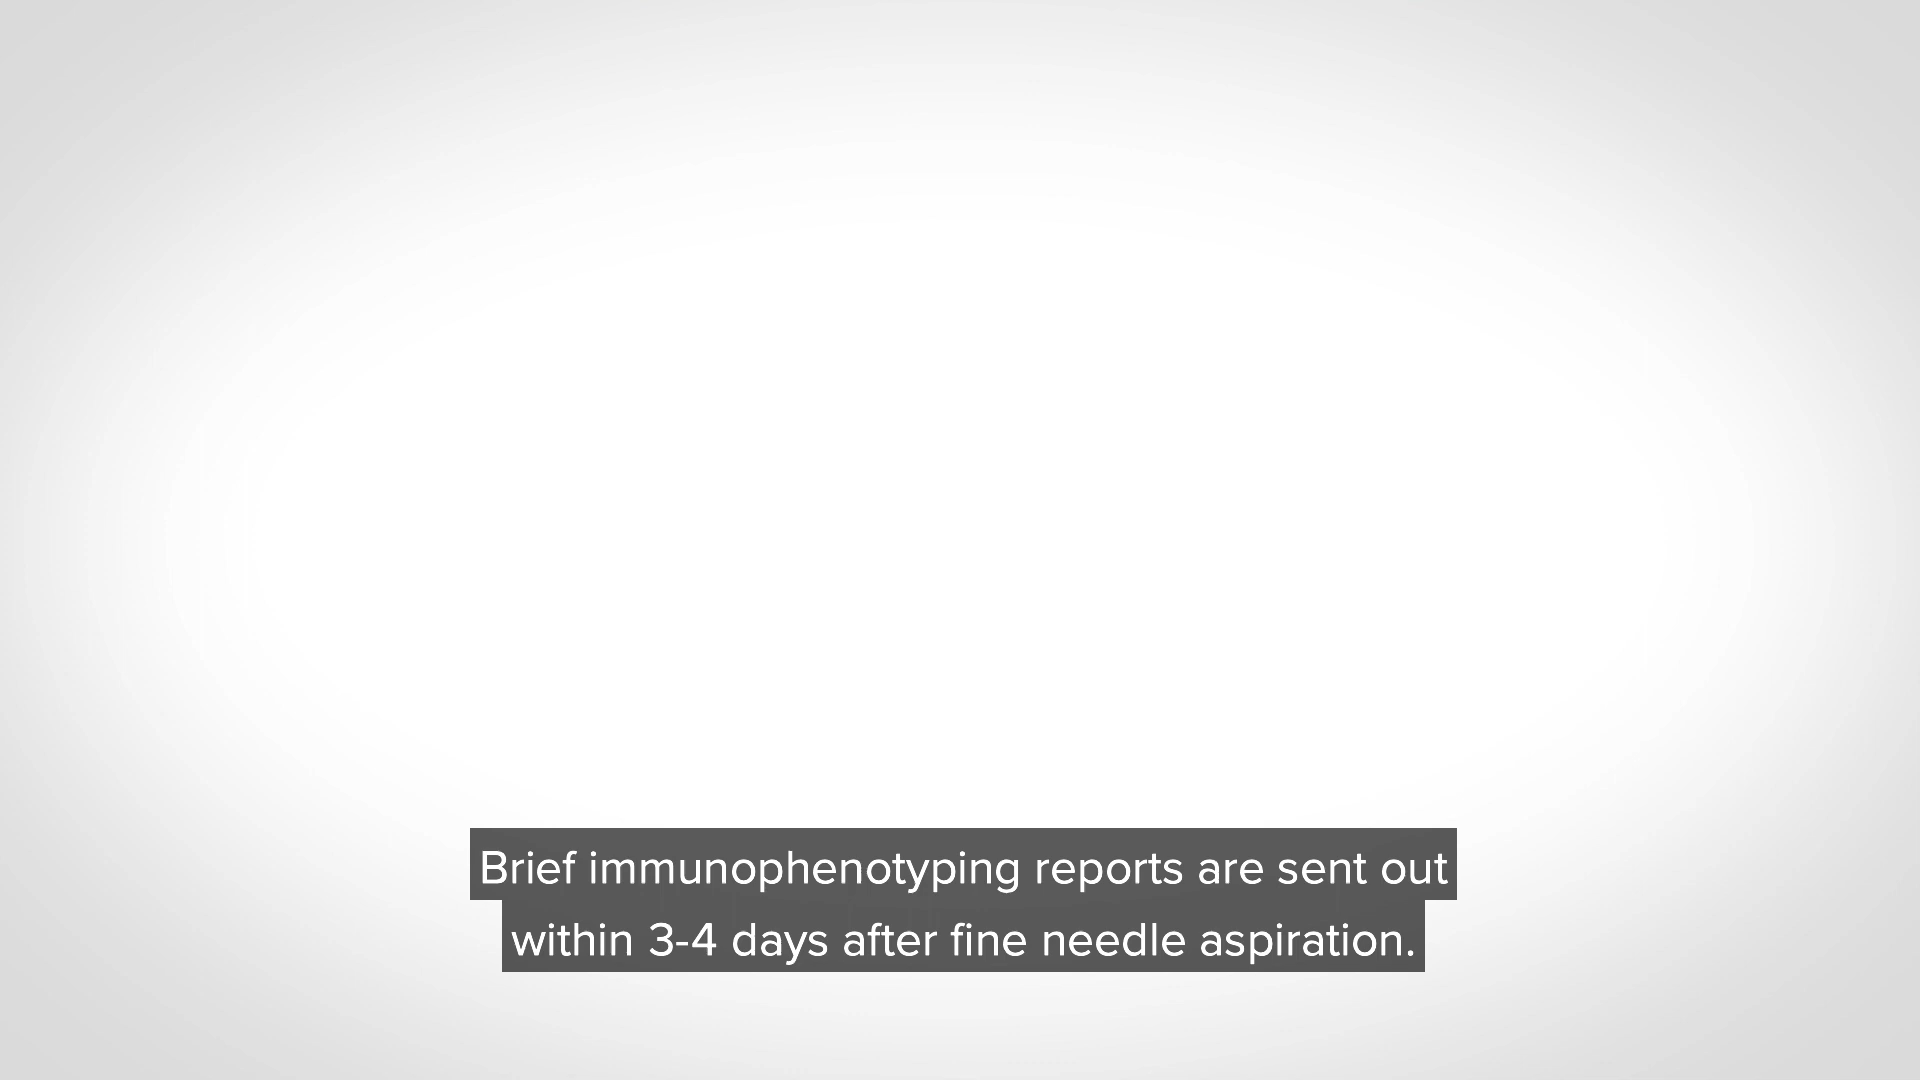 Brief immunophenotyping reports are sent out
within 3-4 days after fine needle aspiration.